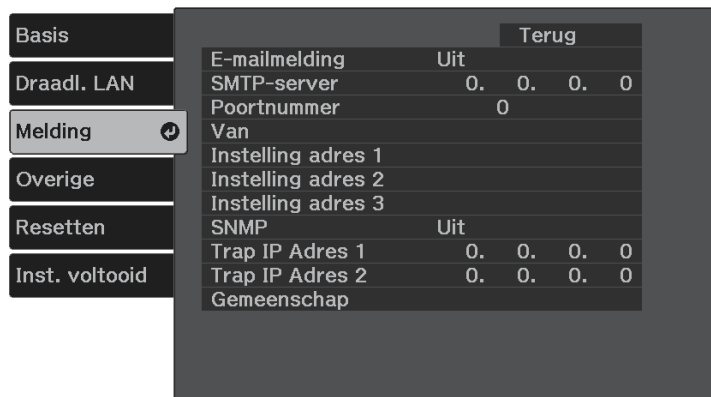 Basis
Draadl. LAN
Melding
Overige
Resetten
Inst. voltooid
Terug
E-mailmelding Uit
SMTP-server 0. 0. 0. 0
Poortnummer 0
Van
Instelling adres 1
Instelling adres 2
Instelling adres 3
SNMP Uit
Trap IP Adres 1 0. 0. 0. 0
Trap IP Adres 2 0. 0. 0. 0
Gemeenschap